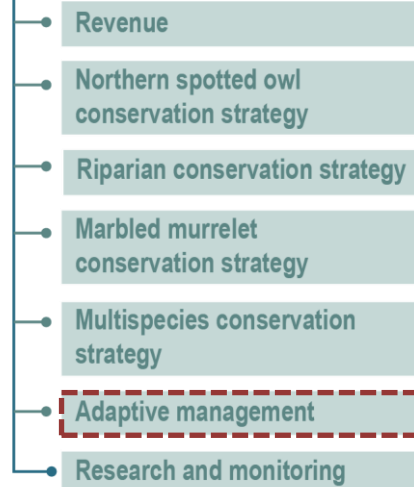 Revenue
Northern spotted owl
conservation strategy
Riparian conservation strategy
Marbled murrelet
conservation strategy
Multispecies conservation
strategy
Adaptive management
Research and monitoring